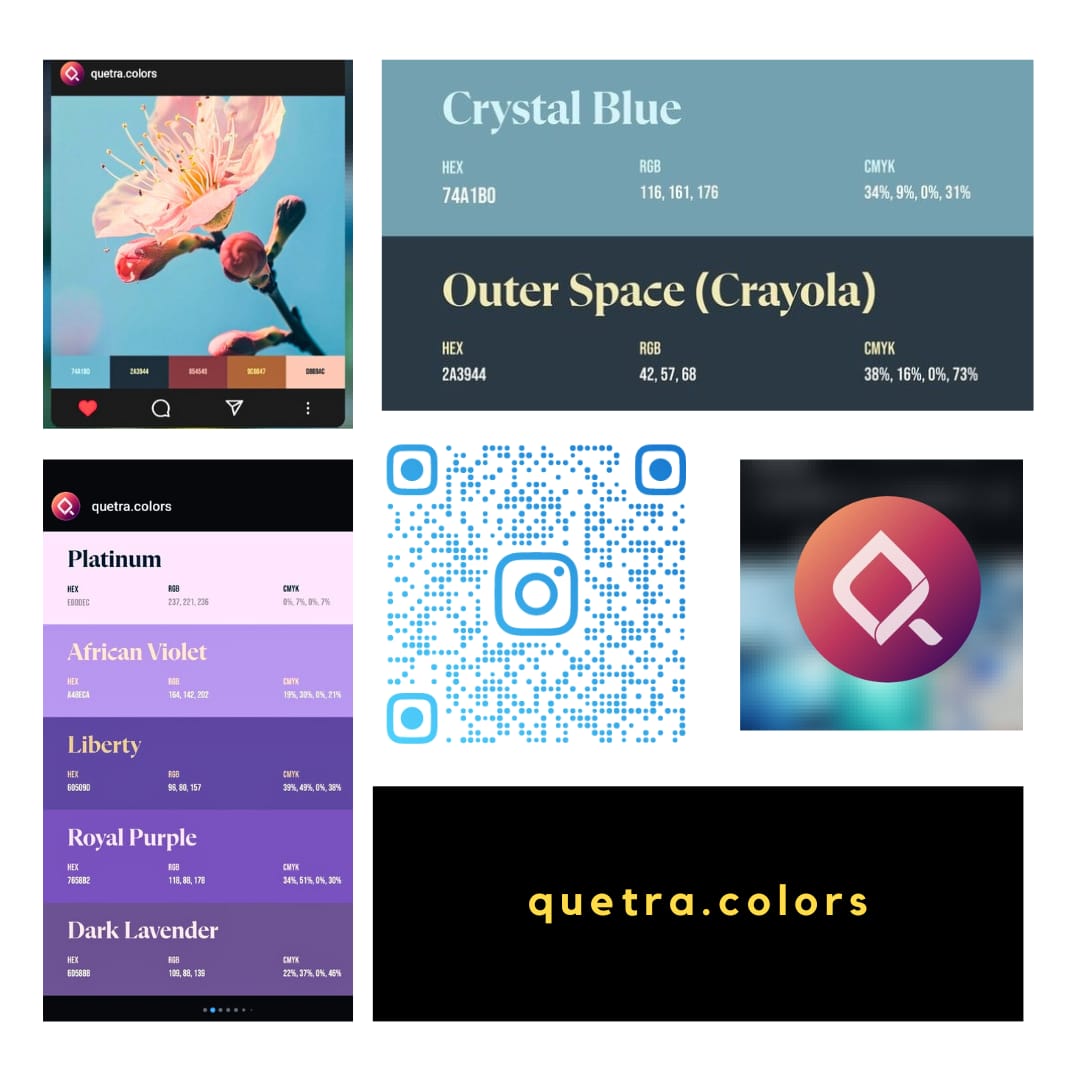 quetra.colors
74A1B0
2A3944
854548
D8B9AC
Crystal Blue
HEX
RGB
CMYK
74A1B0
116, 161, 176
34%, 9%, 0%, 31%
Outer Space (Crayola)
HEX
RGB
CMYK
2A3944
42, 57, 68
38%, 16%, 0%, 73%
quetra.colors
Platinum
HEX
RGB
CMYK
EDDDEC
237, 221, 236
0%, 7%, 0%, 7%
African Violet
HEX
RGB
CMYK
A48ECA
164, 142, 202
19%, 30%, 0%, 21%
Liberty
HEX
RGB
CMYK
60509D
96, 80, 157
39%, 49%, 0%, 38%
Royal Purple
HEX
RGB
CMYK
7658B2
118, 88, 178
34%, 51%, 0%, 30%
Dark Lavender
HEX
RGB
CMYK
6D588B
109, 88, 139
22%, 37%, 0%, 46%
quetra.colors